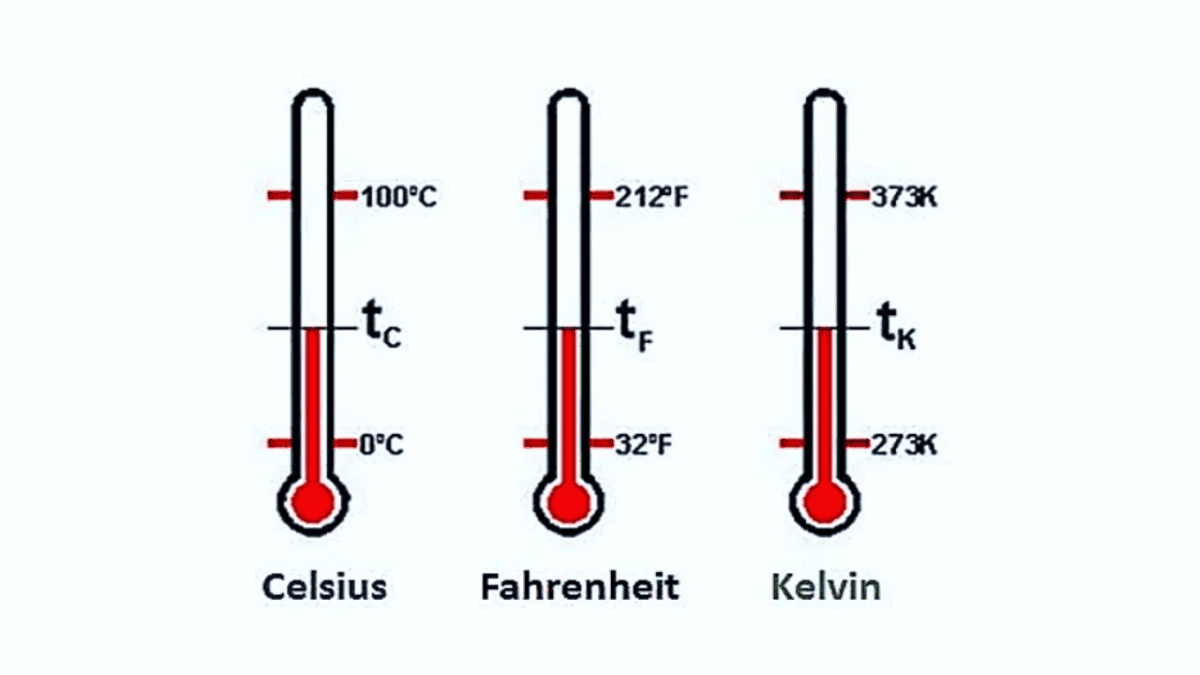 100°C
212°F
373K
tC
tF
tK
0°C
32°F
273K
Celsius
Fahrenheit
Kelvin